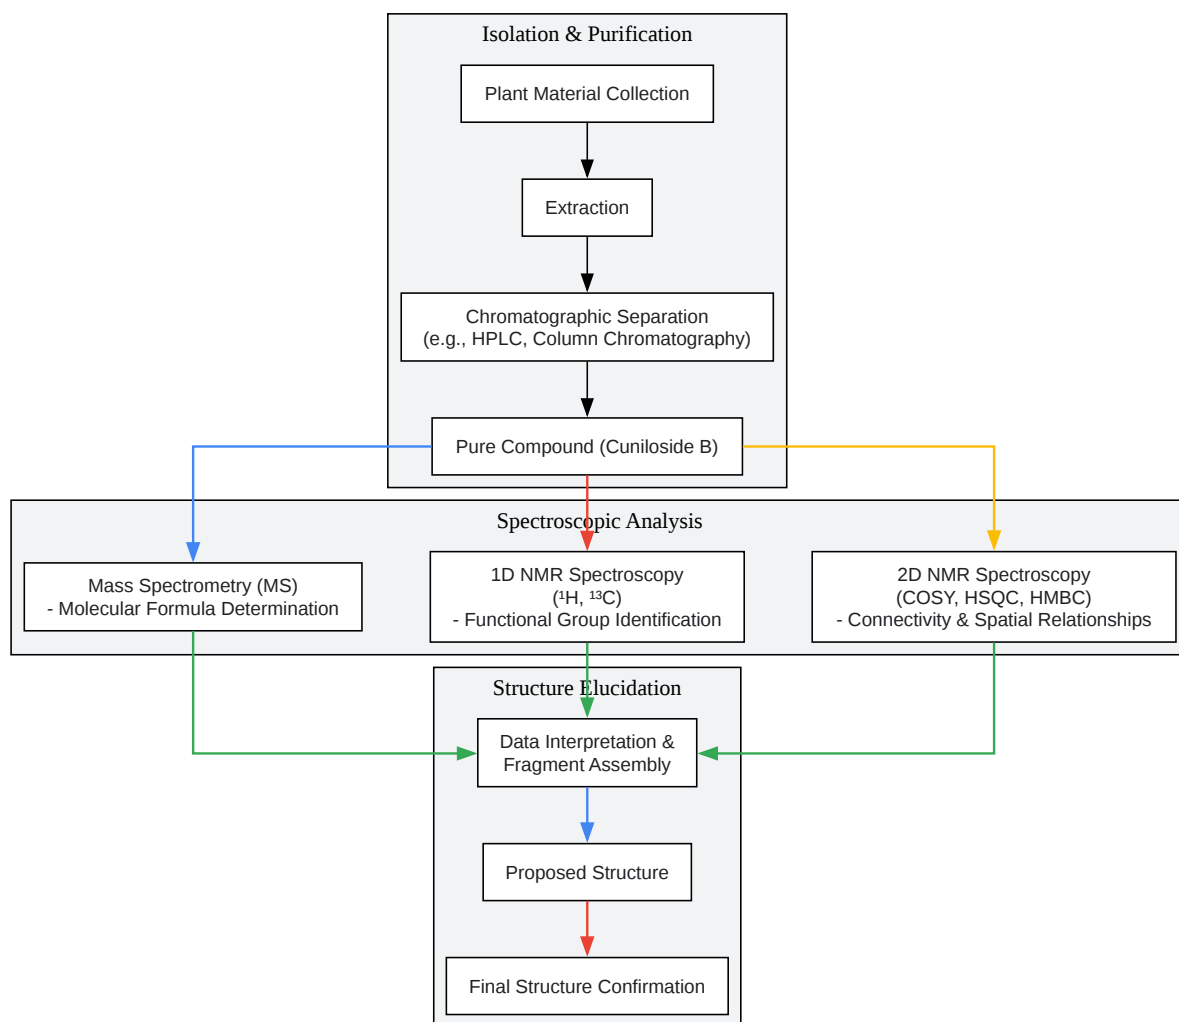 Isolation & Purification
Plant Material Collection
Extraction
Chromatographic Separation
(e.g., HPLC, Column Chromatography)
Pure Compound (Cuniloside B)
Spectroscopic Analysis
Mass Spectrometry (MS)
- Molecular Formula Determination
1D NMR Spectroscopy
(¹H, ¹³C)
- Functional Group Identification
2D NMR Spectroscopy
(COSY, HSQC, HMBC)
- Connectivity & Spatial Relationships
Structure Elucidation
Data Interpretation &
Fragment Assembly
Proposed Structure
Final Structure Confirmation